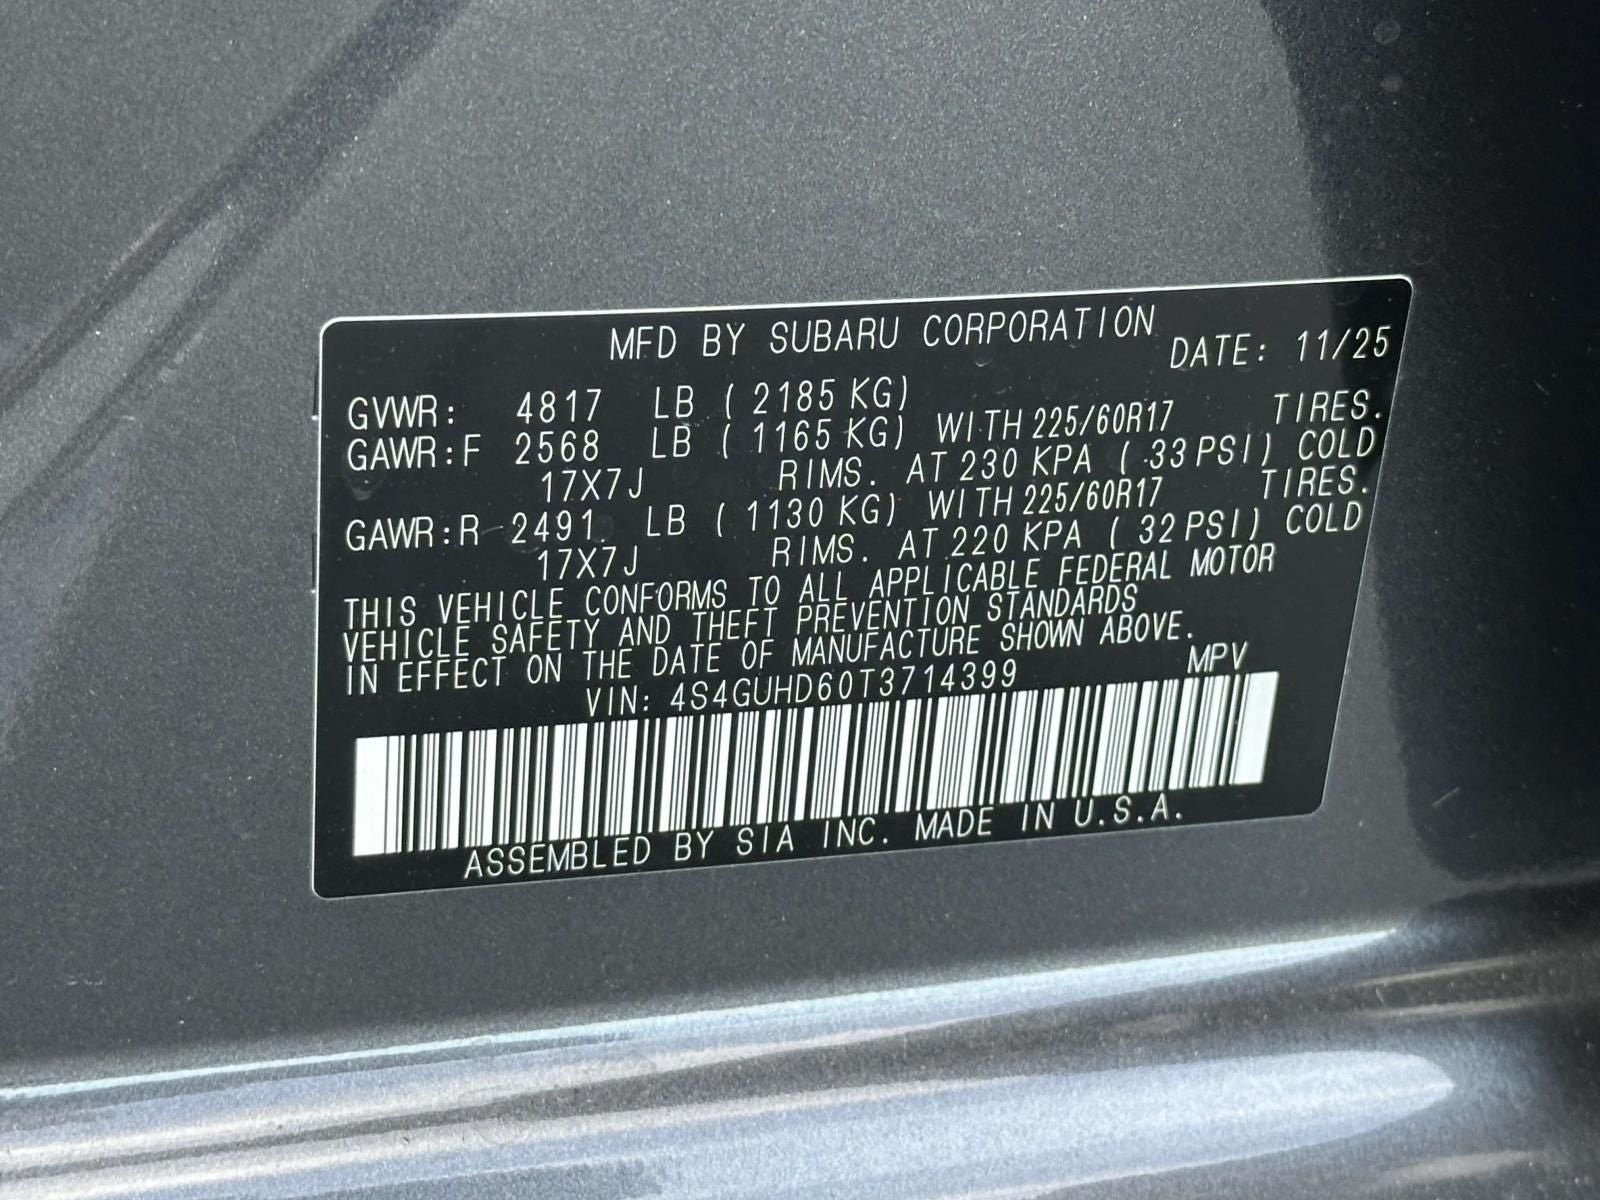 MFD BY SUBARU CORPORATION
DATE: 11/25
GVWR: 4817 LB ( 2185 KG)
GAWR:F 2568 LB ( 1165 KG) WITH 225/60R17 TIRES.
17X7J RIMS. AT 230 KPA ( 33 PSI) COLD
GAWR:R 2491 LB ( 1130 KG) WITH 225/60R17 TIRES.
17X7J RIMS. AT 220 KPA ( 32 PSI) COLD
THIS VEHICLE CONFORMS TO ALL APPLICABLE FEDERAL MOTOR
VEHICLE SAFETY AND THEFT PREVENTION STANDARDS
IN EFFECT ON THE DATE OF MANUFACTURE SHOWN ABOVE.
VIN: 4S4GUHD60T3714399 MPV
ASSEMBLED BY SIA INC. MADE IN U.S.A.